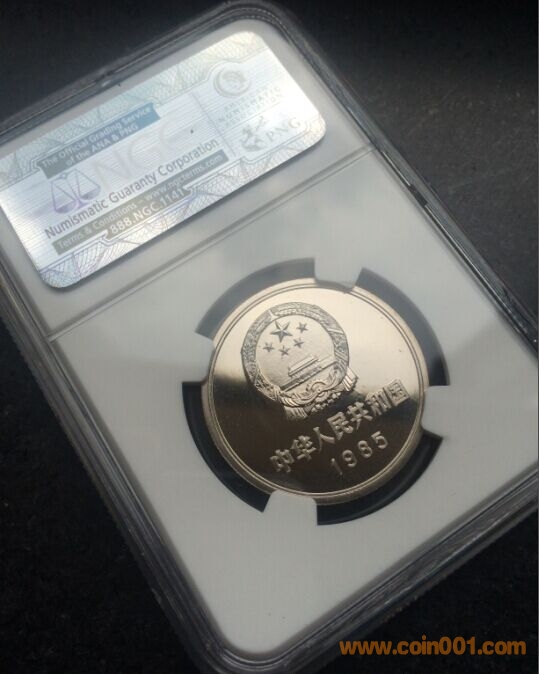 The Official Grading Service
of the ANA & PNG
NGC
Numismatic Guaranty Corporation
Terms & Conditions – www.ngcterms.com
888.NGC.1141
AMERICAN
NUMISMATIC
ASSOCIATION
PNG
中华人民共和国
1985
www.coin001.com